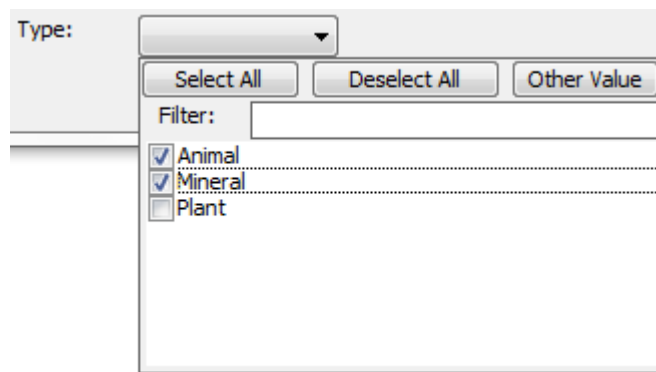 Type:
Select All Deselect All Other Value
Filter:
Animal
Mineral
Plant